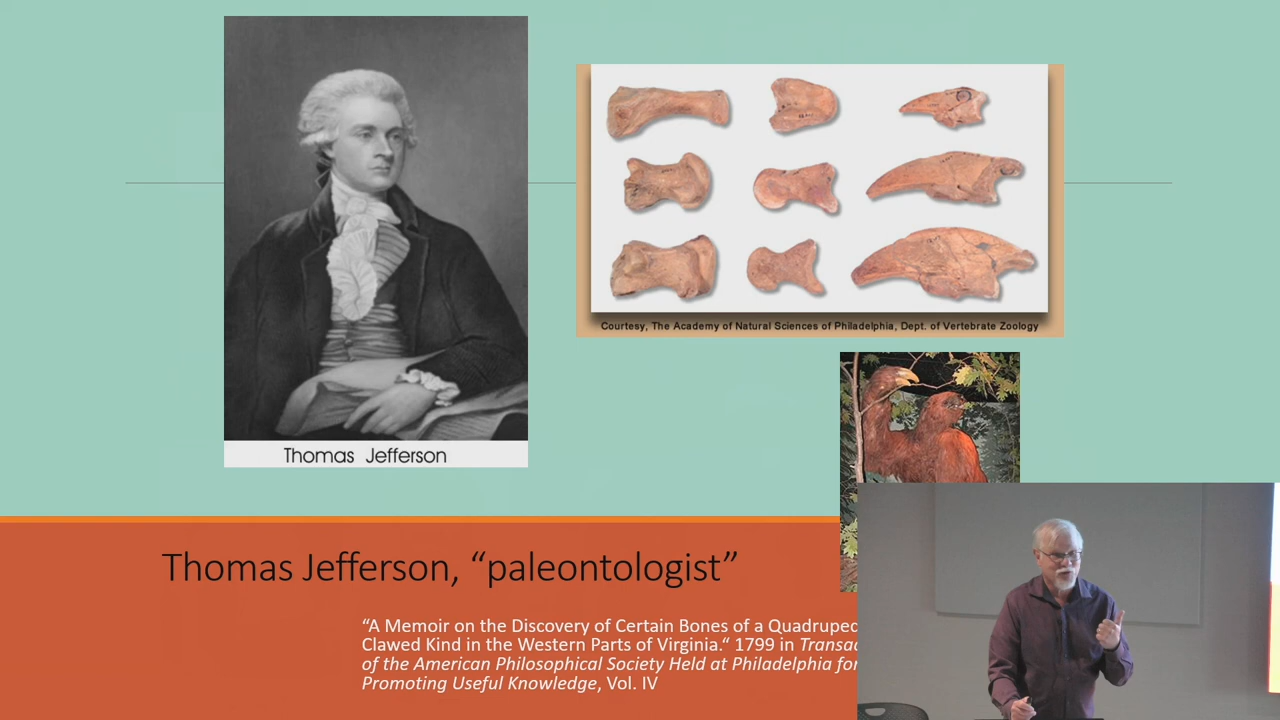 Courtesy, The Academy of Natural Sciences of Philadelphia, Dept. of Vertebrate Zoology
Thomas Jefferson
Thomas Jefferson, “paleontologist”
“A Memoir on the Discovery of Certain Bones of a
Clawed Kind in the Western Parts of Virginia.“ 1799 in
of the American Philosophical Society Held at Philadelphia for
Promoting Useful Knowledge, Vol. IV